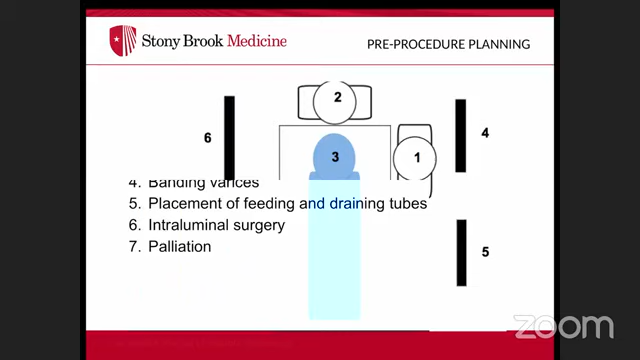 Stony Brook Medicine
PRE-PROCEDURE PLANNING
2
6
4
3
1
4. Banding varices
5. Placement of feeding and draining tubes
6. Intraluminal surgery
7. Palliation
5
zoom